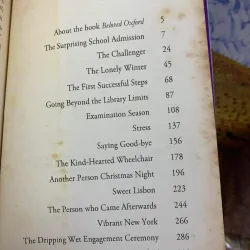 About the book Beloved Oxford 5
The Surprising School Admission 7
The Challenger 24
The Lonely Winter 45
The First Successful Steps 68
Going Beyond the Library Limits 87
Examination Season 108
Stress 137
Saying Good-bye 156
The Kind-Hearted Wheelchair 178
Another Person Christmas Night 196
Sweet Lisbon 223
The Person who Came Afterwards 244
Vibrant New York 266
The Dripping Wet Engagement Ceremony 286